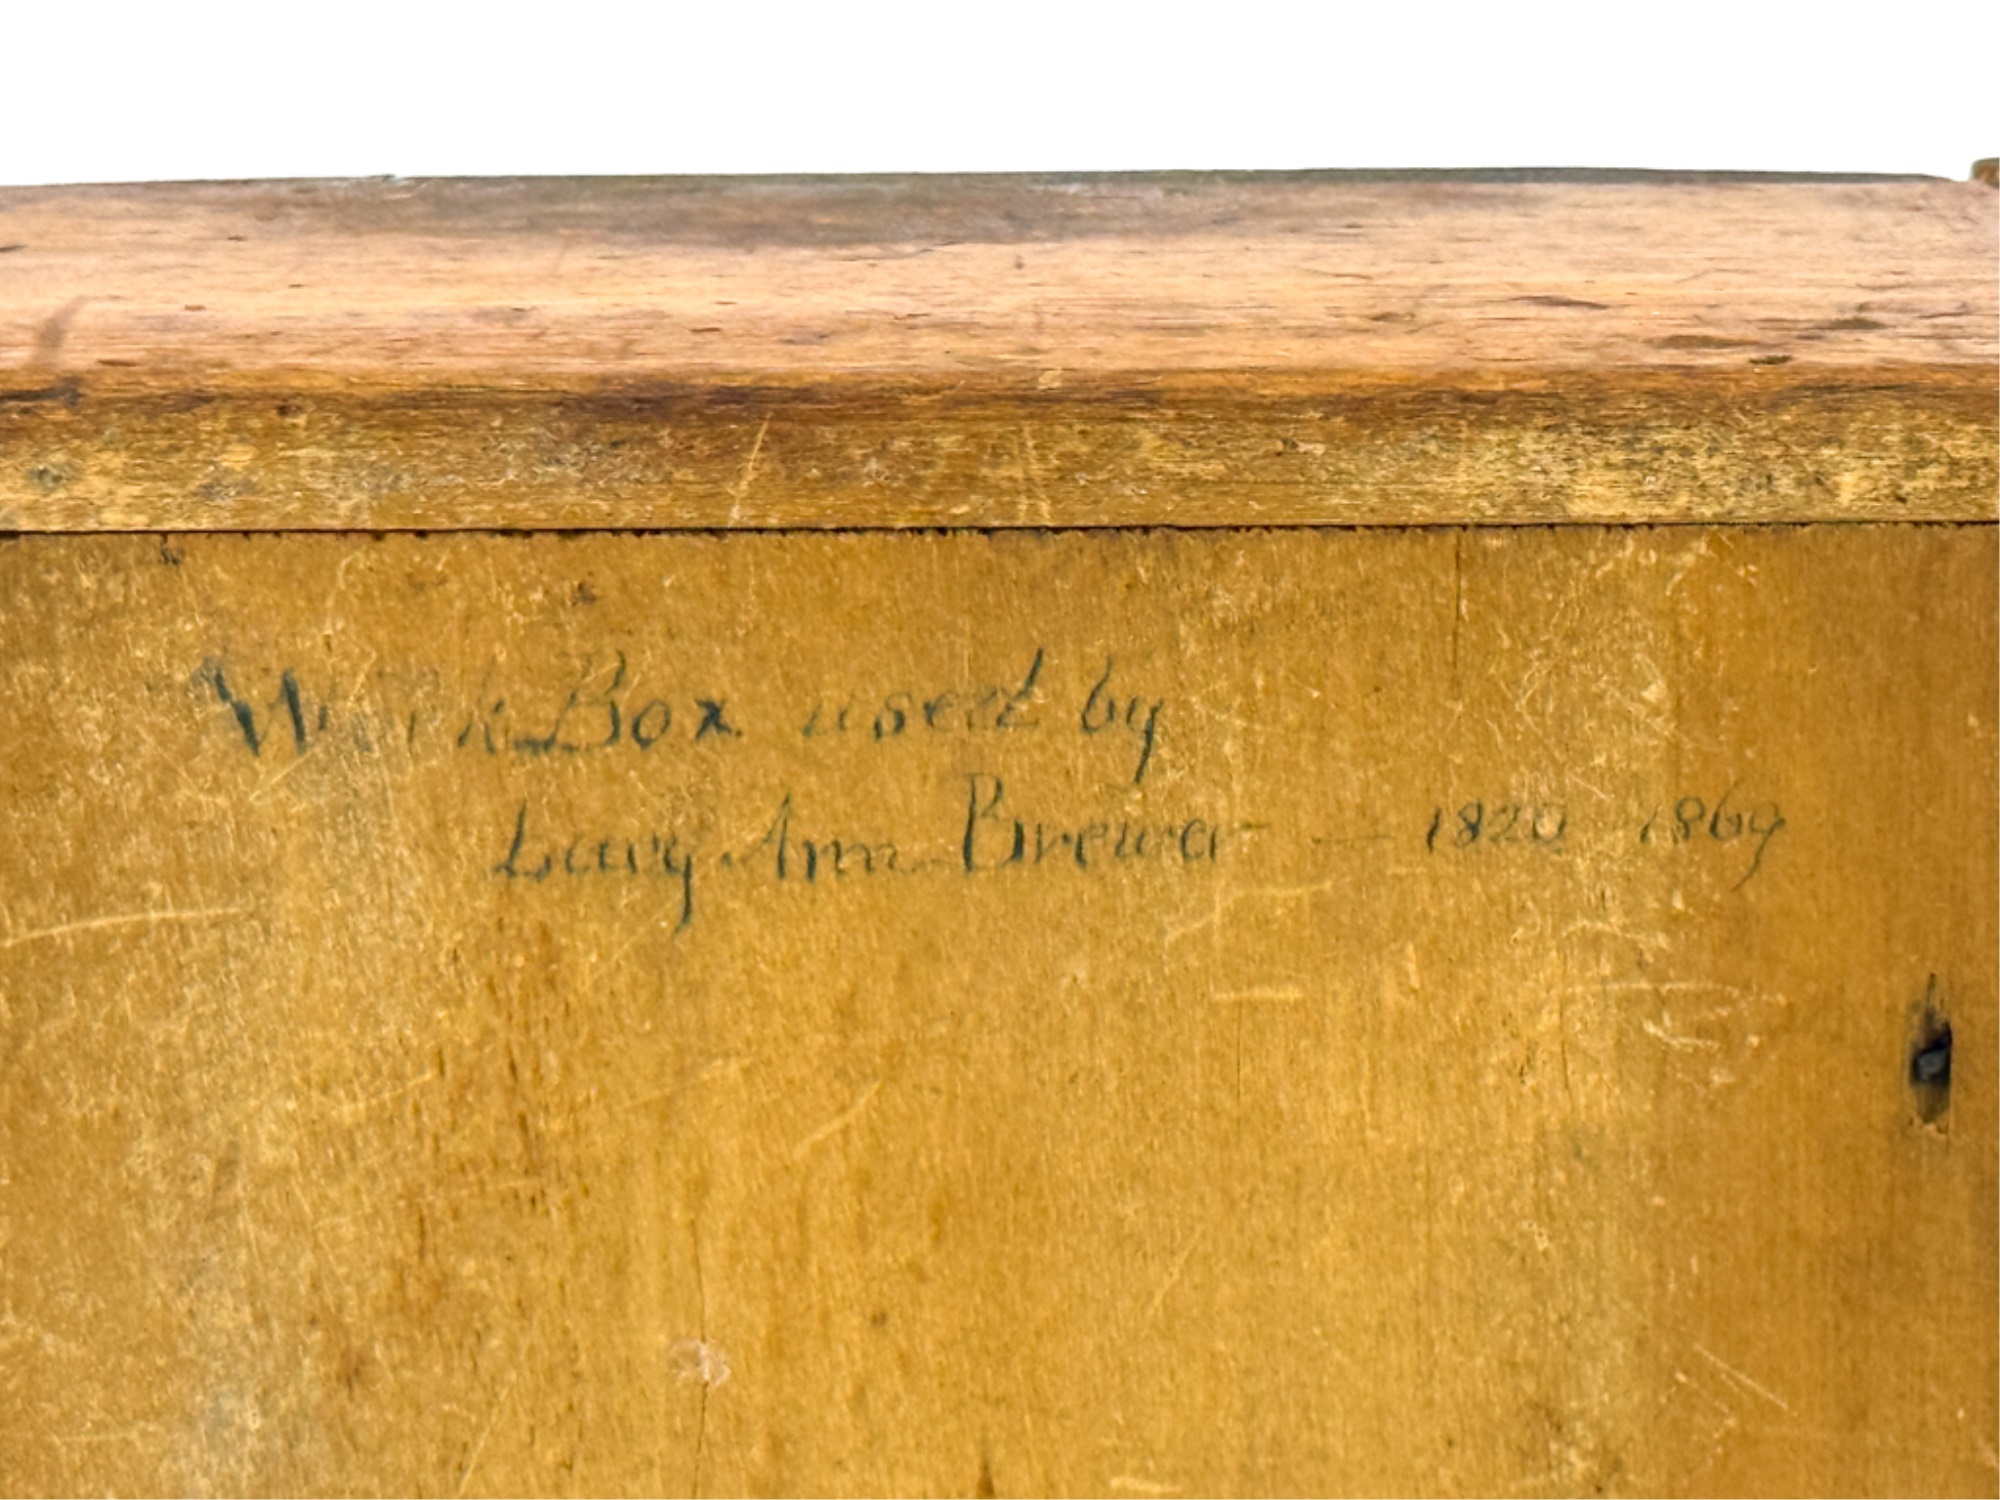 Work Box used by
Lucy Ann Brewer — 1820 1869